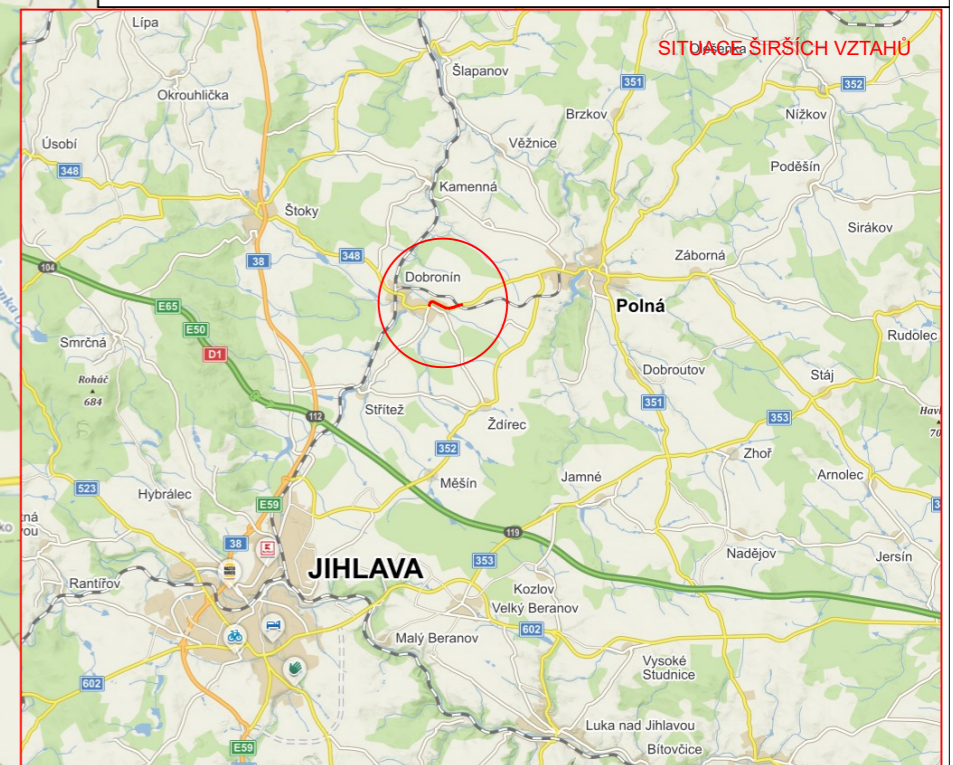 Lípa
SITUACE ŠIRŠÍCH VZTAHŮ
Olešenka
Šlapanov
351
352
Okrouhlička
Brzkov
Nížkov
Úsobí
Věžnice
348
Poděšín
Kamenná
Štoky
Sirákov
38
348
Záborná
104
Dobronín
E65
Polná
E50
Rudolec
Smrčná
D1
Roháč
684
Dobroutov
Stáj
Střítež
351
112
353
Ždírec
352
Zhoř
523
Měšín
Jamné
Arnolec
Hybrálec
E59
119
38
Nadějov
Jersín
353
JIHLAVA
Rantířov
Kozlov
Velký Beranov
602
Malý Beranov
Vysoké
Studnice
602
Luka nad Jihlavou
E59
Bítovčice